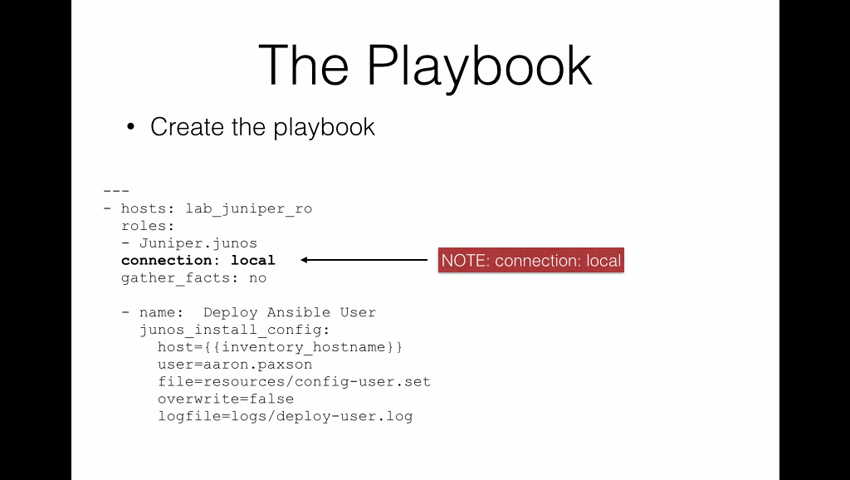 The Playbook
• Create the playbook
---
- hosts: lab_juniper_ro
roles:
- Juniper.junos
connection: local
NOTE: connection: local
gather_facts: no
- name:  Deploy Ansible User
junos_install_config:
host={{inventory_hostname}}
user=aaron.paxson
file=resources/config-user.set
overwrite=false
logfile=logs/deploy-user.log